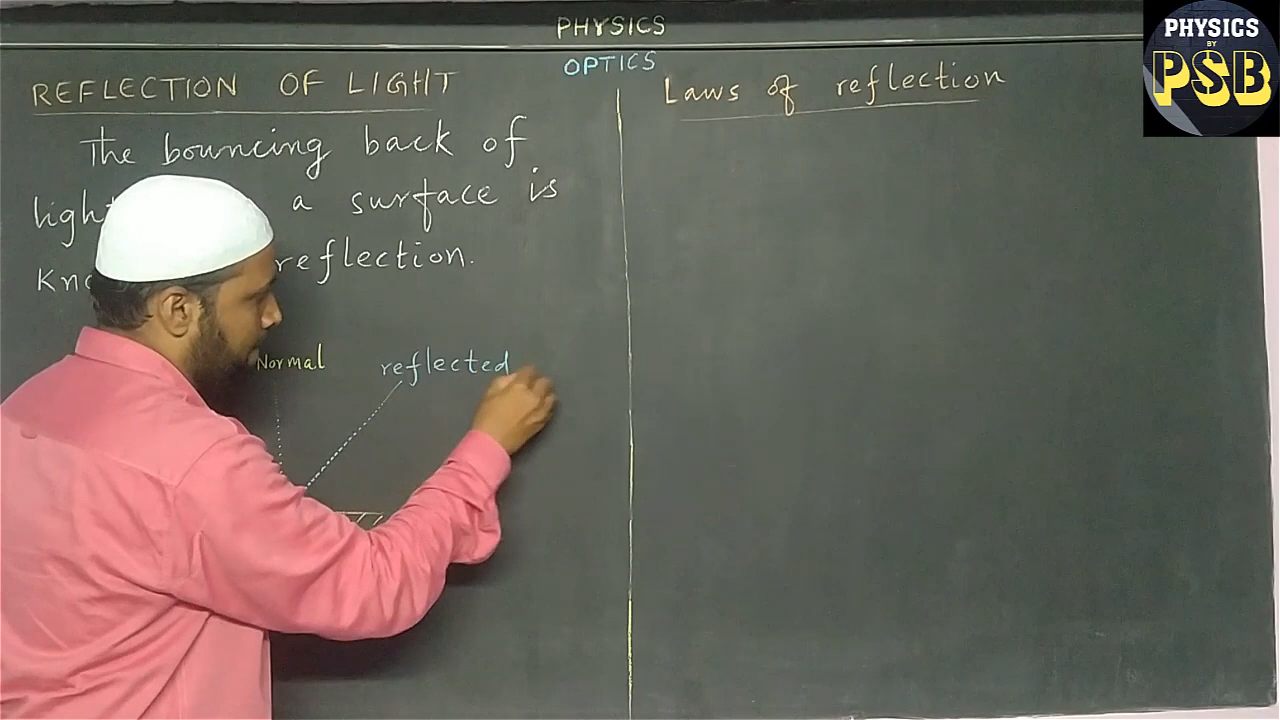 PHYSICS
OPTICS
REFLECTION OF LIGHT
The bouncing back of
a surface is
reflection.
Normal
reflected
Laws of reflection
PHYSICS
BY
PSB